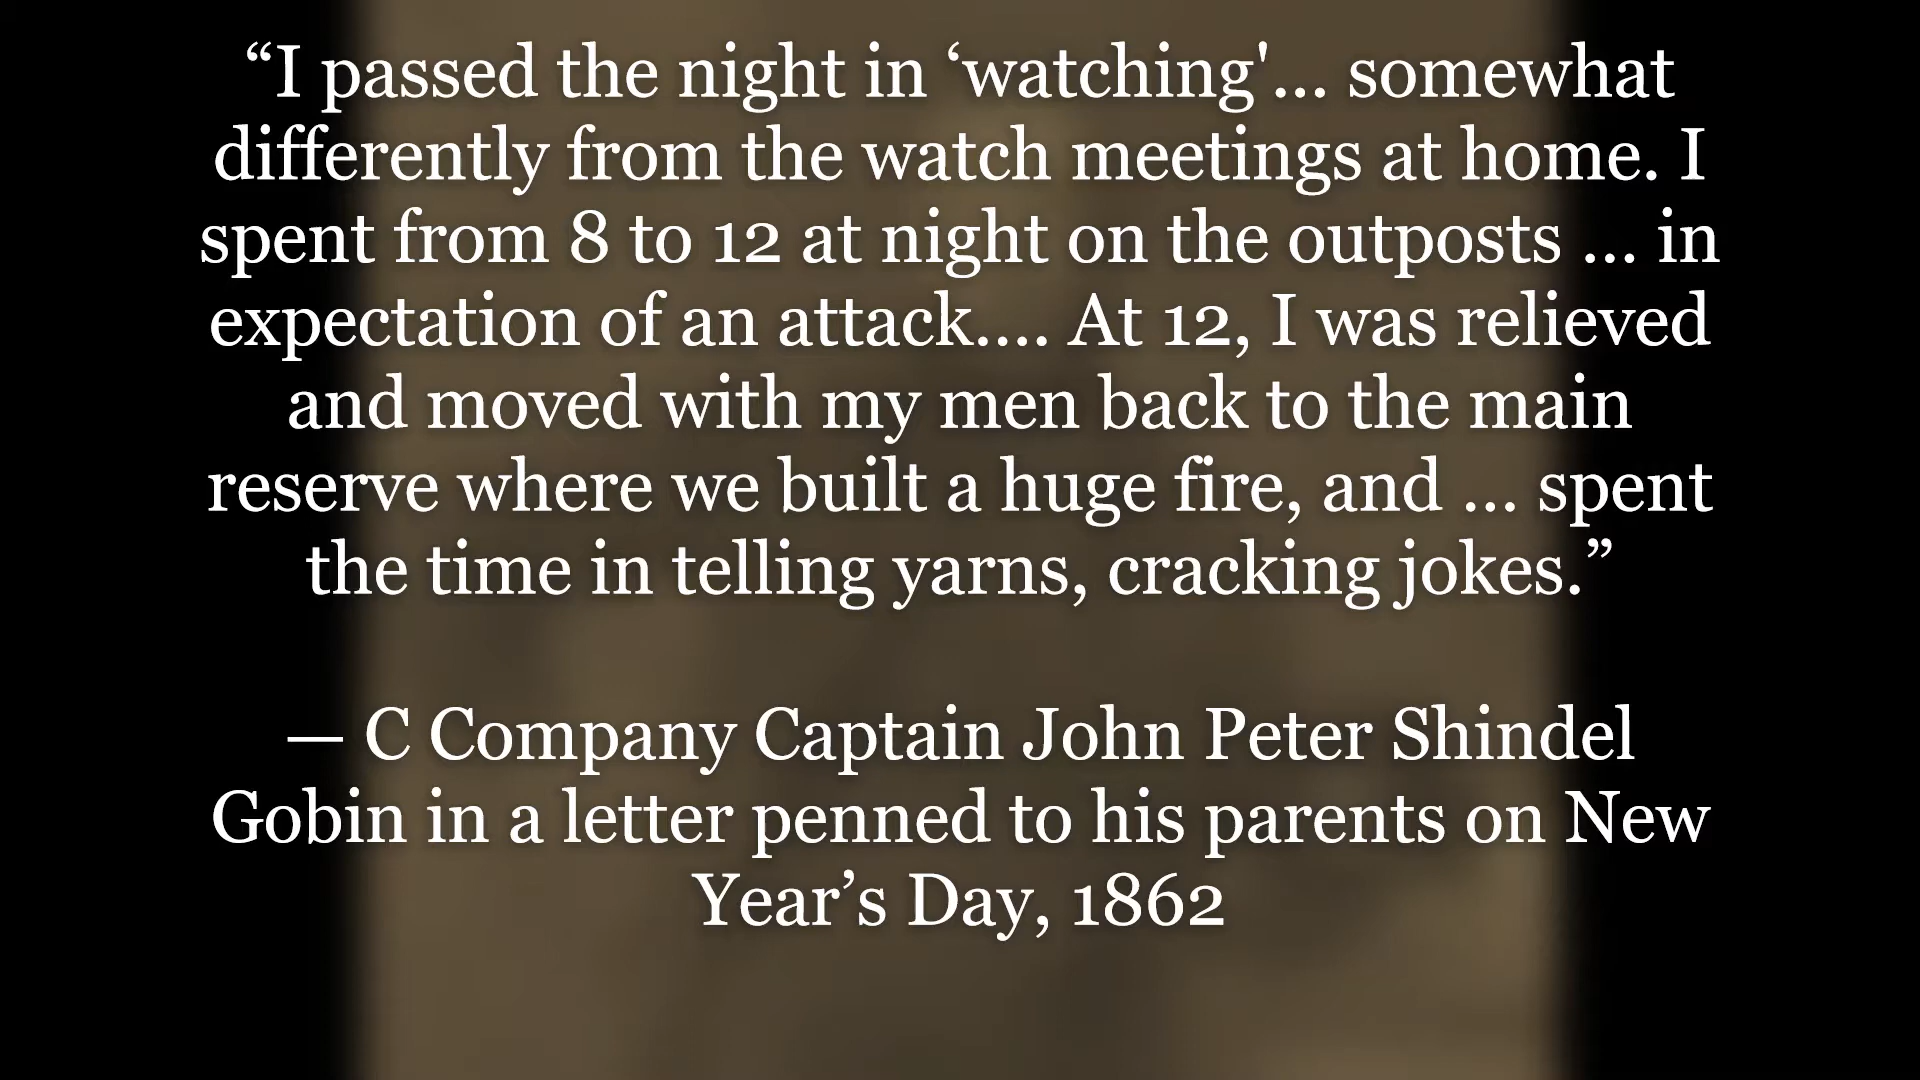 “I passed the night in ‘watching'... somewhat
differently from the watch meetings at home. I
spent from 8 to 12 at night on the outposts ... in
expectation of an attack.... At 12, I was relieved
and moved with my men back to the main
reserve where we built a huge fire, and ... spent
the time in telling yarns, cracking jokes.”
— C Company Captain John Peter Shindel
Gobin in a letter penned to his parents on New
Year’s Day, 1862